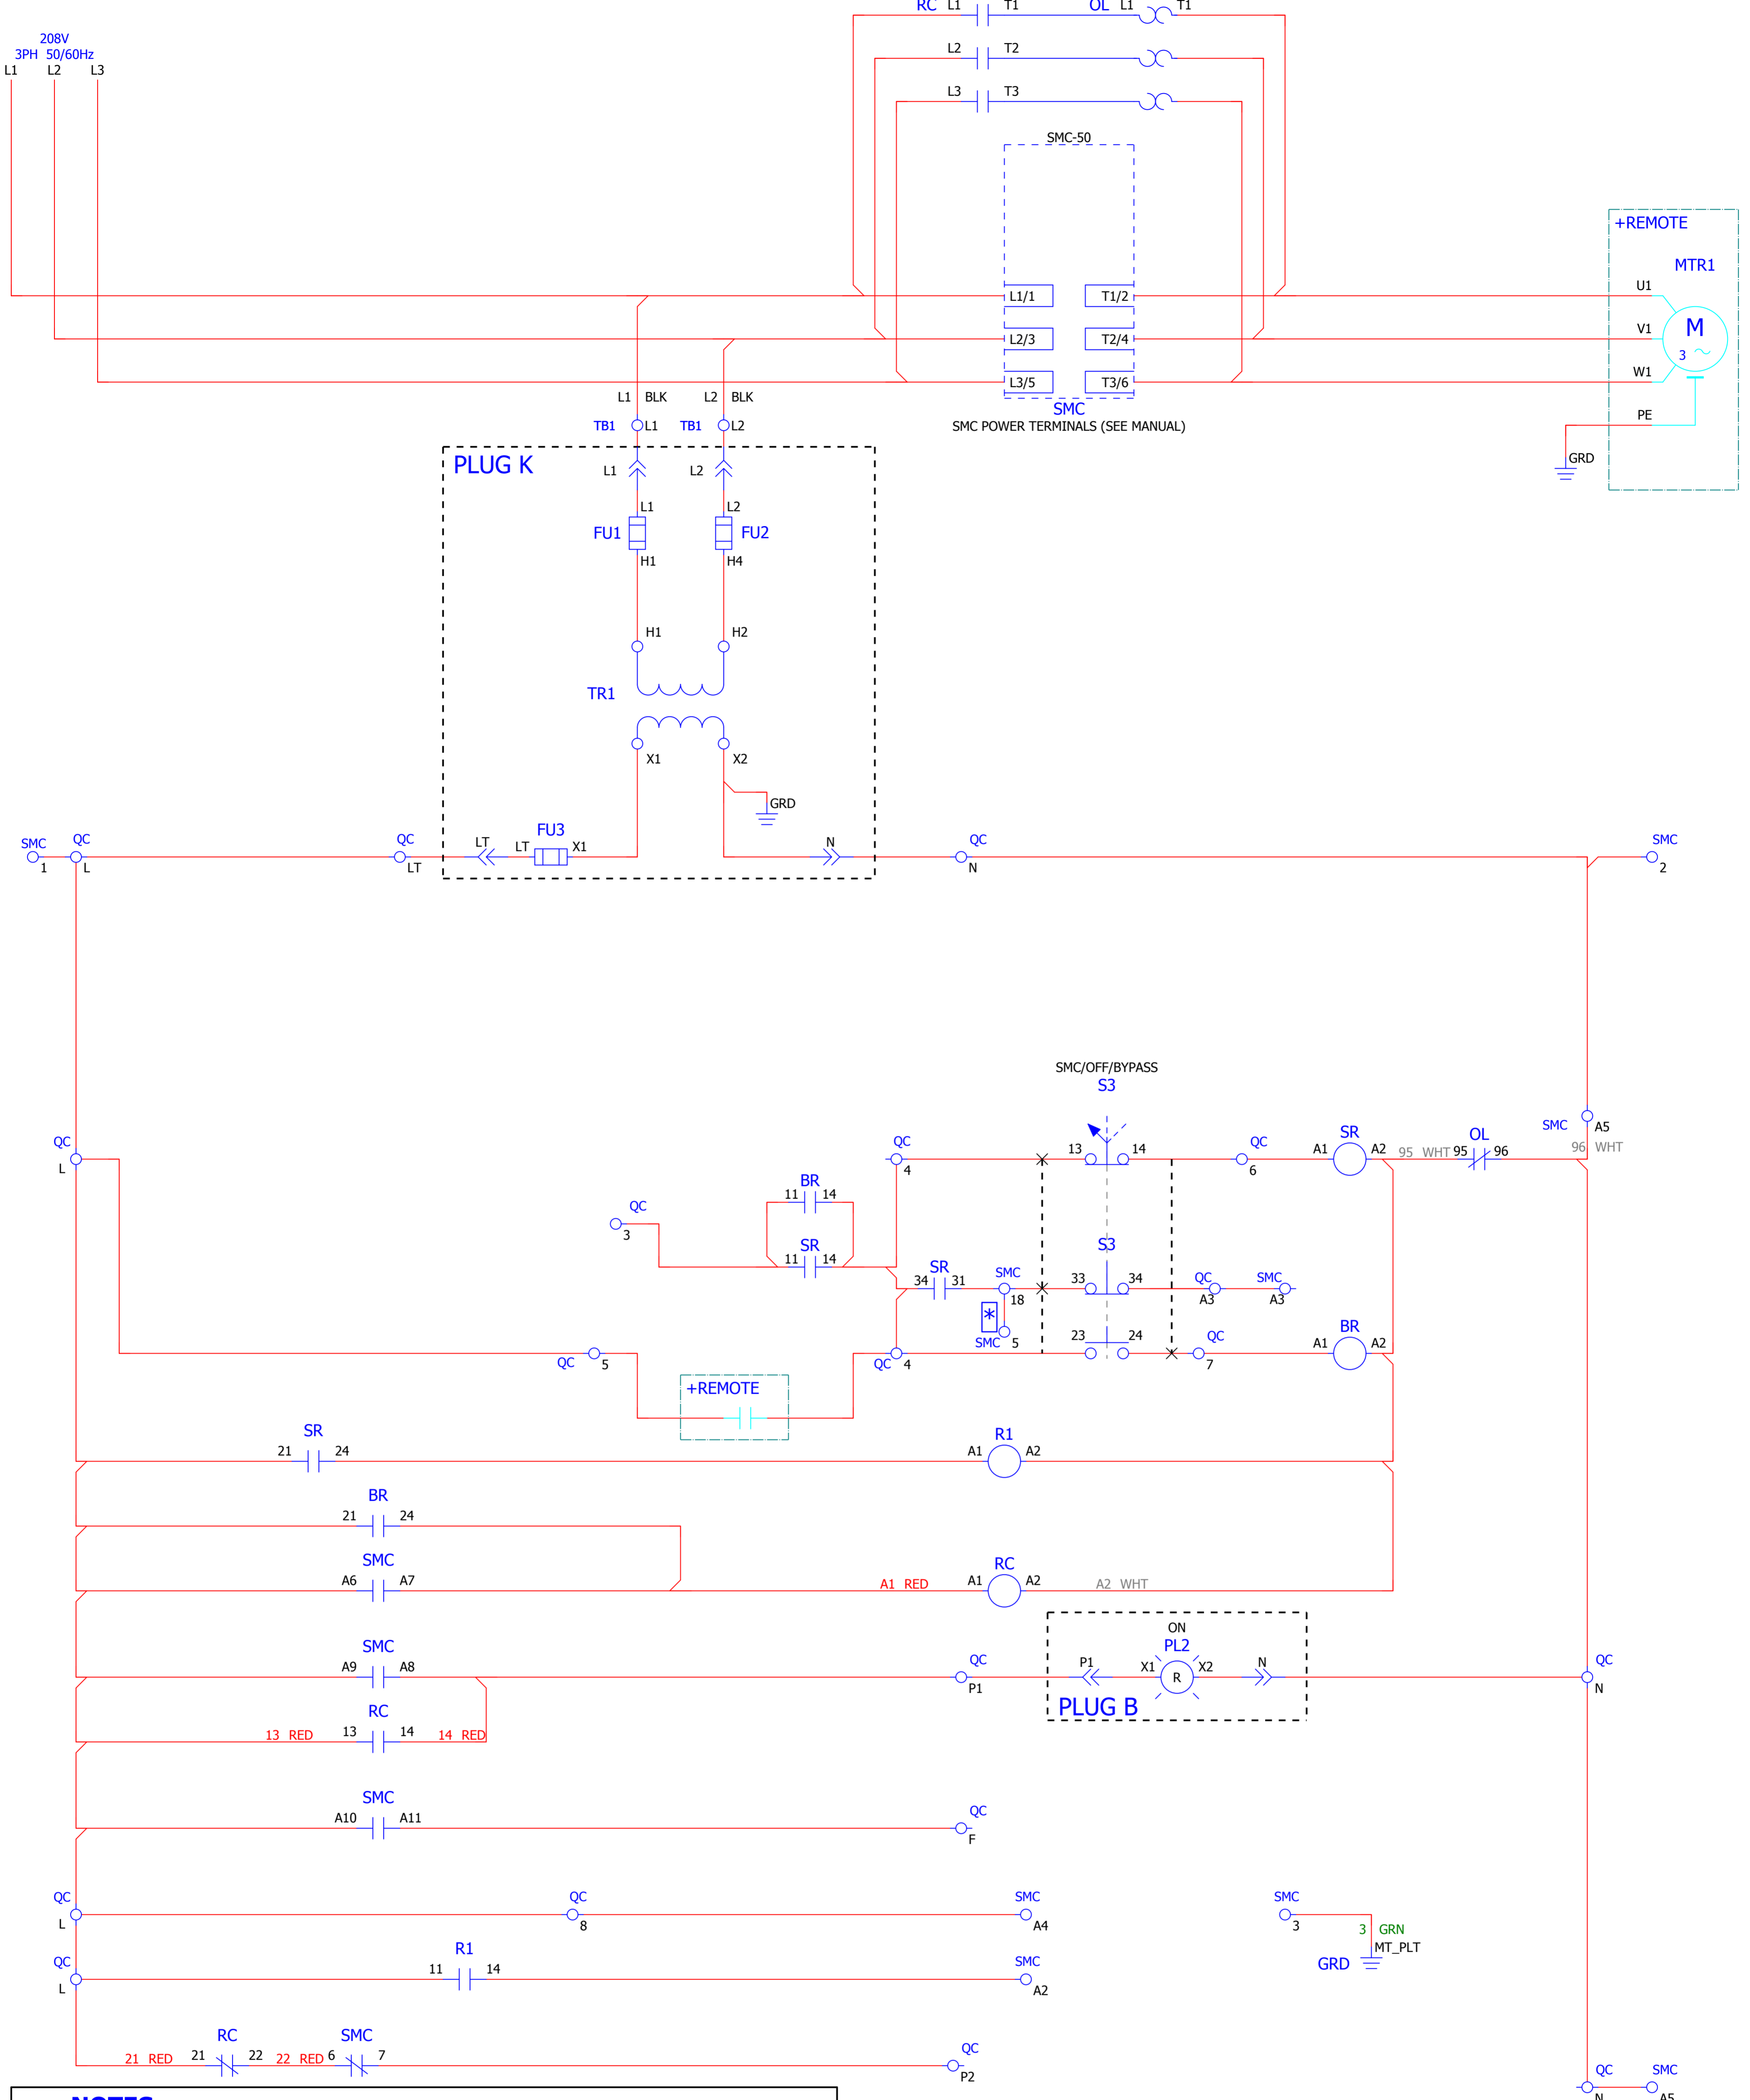 RC L1 T1 OL L1 T1
208V
3PH 50/60Hz
L1 L2 L3
L2 T2
L3 T3
SMC-50
+REMOTE
MTR1
U1
L1/1 T1/2
V1 M
3
L2/3 T2/4
W1
L3/5 T3/6
L1 BLK L2 BLK
SMC
PE
TB1 L1 TB1 L2
SMC POWER TERMINALS (SEE MANUAL)
GRD
PLUG K
L1 L2
L1 L2
FU1 FU2
H1 H4
H1 H2
TR1
X1 X2
GRD
SMC QC QC FU3 QC SMC
LT LT X1 N
1 L LT N 2
SMC/OFF/BYPASS
S3
SMC A5
QC QC 13 14 QC SR OL
L 4 6 A1 A2 95 WHT 95 96 96 WHT
BR
11 14
QC
3
SR S3
11 14
SR SMC QC SMC
34 31 33 34
18 A3 A3
*
SMC 5
23 24 QC BR
A1 A2
QC 5 QC 4 7
+REMOTE
SR R1
21 24 A1 A2
BR
21 24
SMC RC
A6 A7 A1 RED A1 A2 A2 WHT
ON
SMC PL2
A9 A8 QC P1 X1 R X2 N QC
P1 N
RC PLUG B
13 RED 13 14 14 RED
SMC
A10 A11 QC
F
QC QC SMC SMC
L 8 A4 3
3 GRN
MT_PLT
GRD
QC R1 SMC
11 14
L A2
RC SMC QC
21 RED 21 22 22 RED 6 7
P2
QC SMC
N A5
NOTES